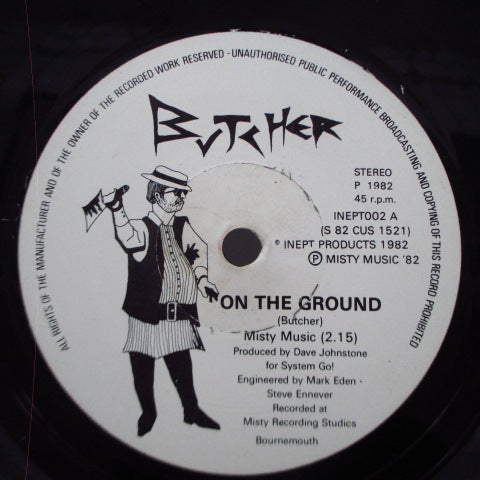 ALL RIGHTS OF THE MANUFACTURER AND OF THE OWNER OF THE RECORDED WORK RESERVED - UNAUTHORISED PUBLIC PERFORMANCE BROADCASTING AND COPYING OF THIS RECORD PROHIBITED
BUTCHER
STEREO
P 1982
45 r.p.m.
INEPT002 A
(S 82 CUS 1521)
© INEPT PRODUCTS 1982
Ⓟ MISTY MUSIC '82
ON THE GROUND
(Butcher)
Misty Music (2.15)
Produced by Dave Johnstone
for System Go!
Engineered by Mark Eden -
Steve Ennever
Recorded at
Misty Recording Studios
Bournemouth